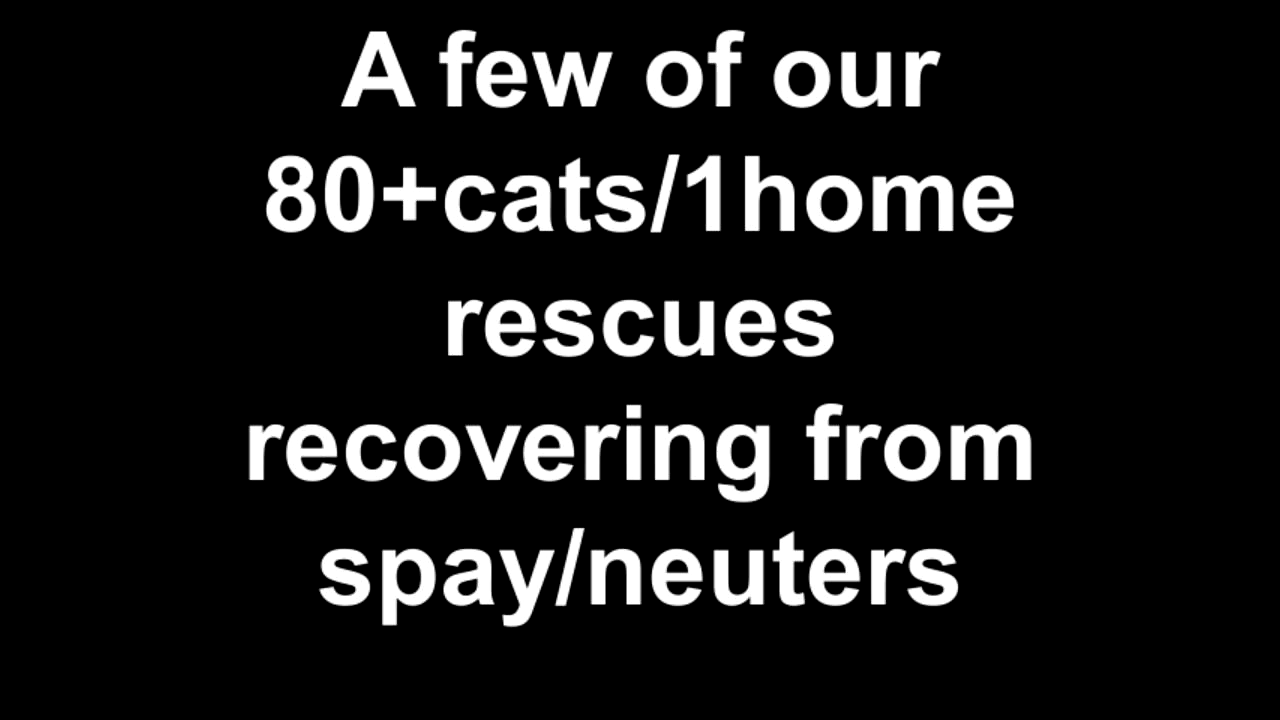 A few of our
80+cats/1home
rescues
recovering from
spay/neuters